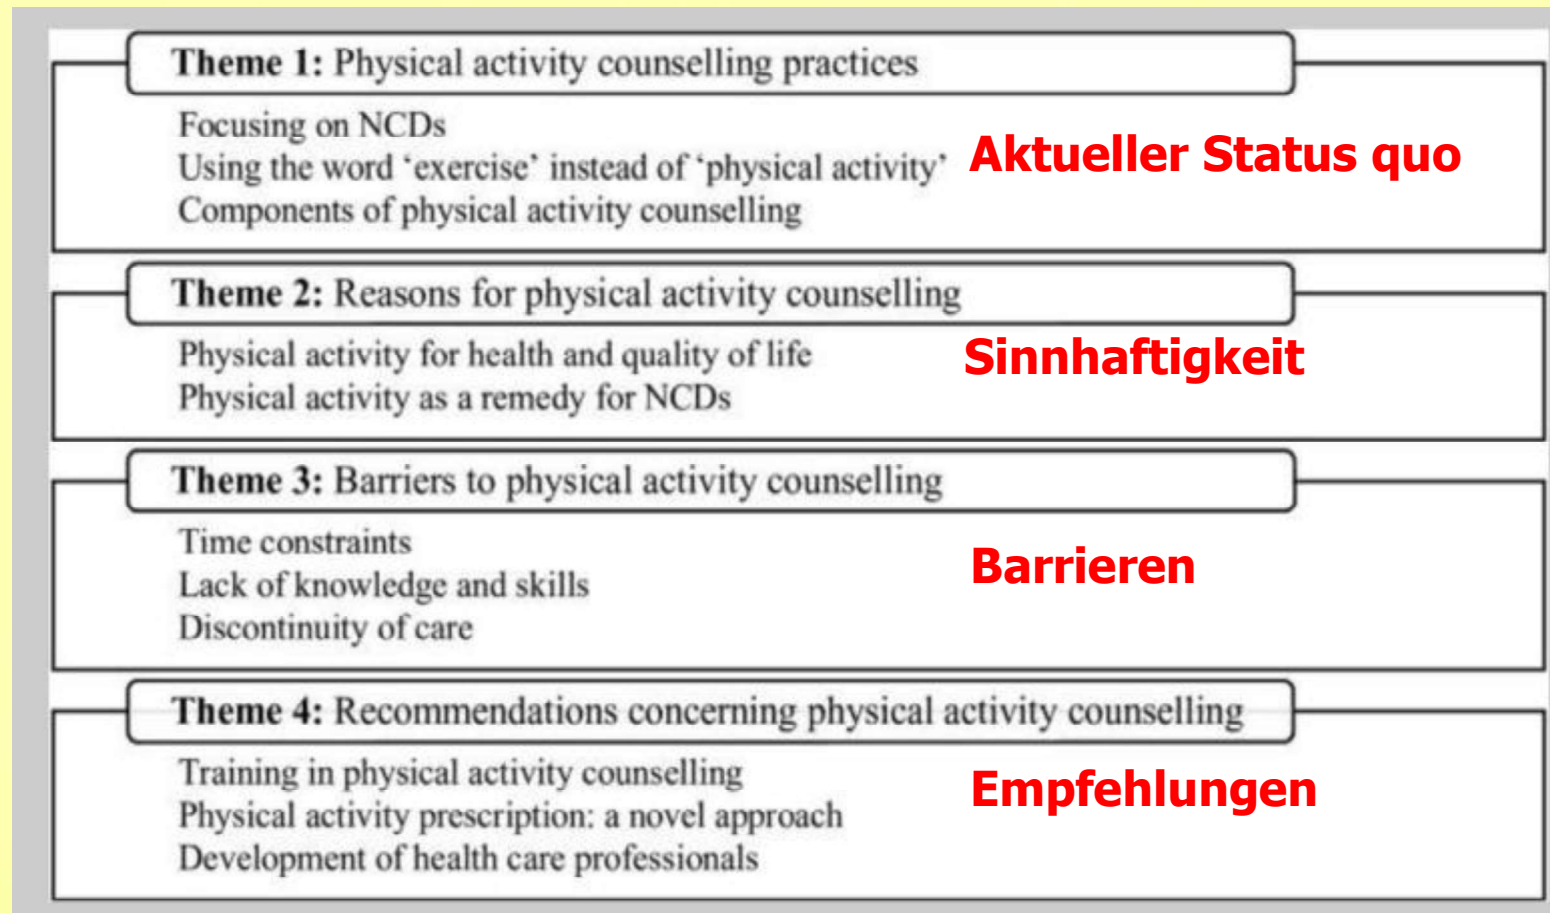 Theme 1: Physical activity counselling practices
Focusing on NCDs
Using the word ‘exercise’ instead of ‘physical activity’
Components of physical activity counselling
Aktueller Status quo
Theme 2: Reasons for physical activity counselling
Physical activity for health and quality of life
Physical activity as a remedy for NCDs
Sinnhaftigkeit
Theme 3: Barriers to physical activity counselling
Time constraints
Lack of knowledge and skills
Discontinuity of care
Barrieren
Theme 4: Recommendations concerning physical activity counselling
Training in physical activity counselling
Physical activity prescription: a novel approach
Development of health care professionals
Empfehlungen